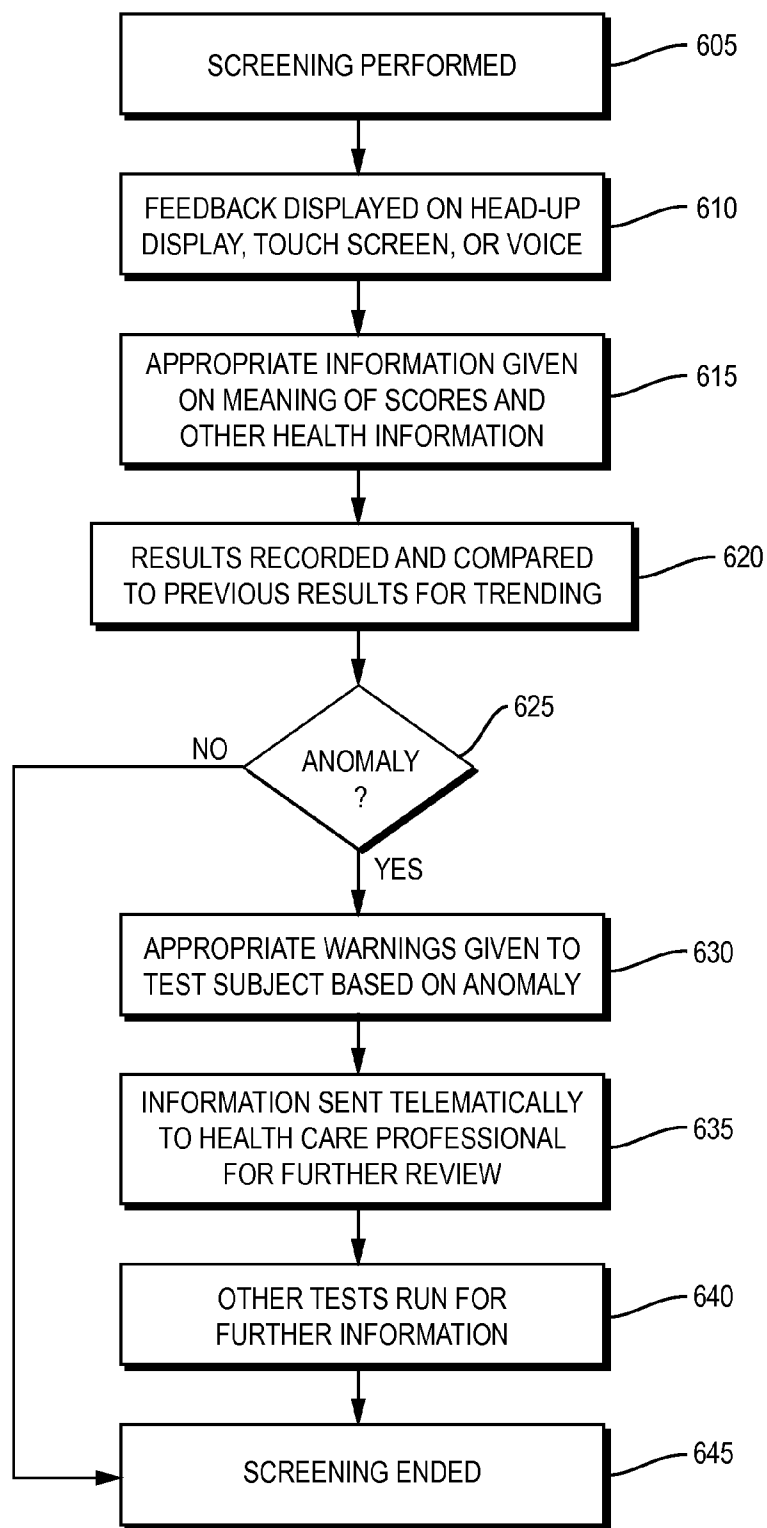 SCREENING PERFORMED
605
FEEDBACK DISPLAYED ON HEAD-UP
DISPLAY, TOUCH SCREEN, OR VOICE
610
APPROPRIATE INFORMATION GIVEN
ON MEANING OF SCORES AND
OTHER HEALTH INFORMATION
615
RESULTS RECORDED AND COMPARED
TO PREVIOUS RESULTS FOR TRENDING
620
ANOMALY
?
625
NO
YES
APPROPRIATE WARNINGS GIVEN TO
TEST SUBJECT BASED ON ANOMALY
630
INFORMATION SENT TELEMATICALLY
TO HEALTH CARE PROFESSIONAL
FOR FURTHER REVIEW
635
OTHER TESTS RUN FOR
FURTHER INFORMATION
640
SCREENING ENDED
645